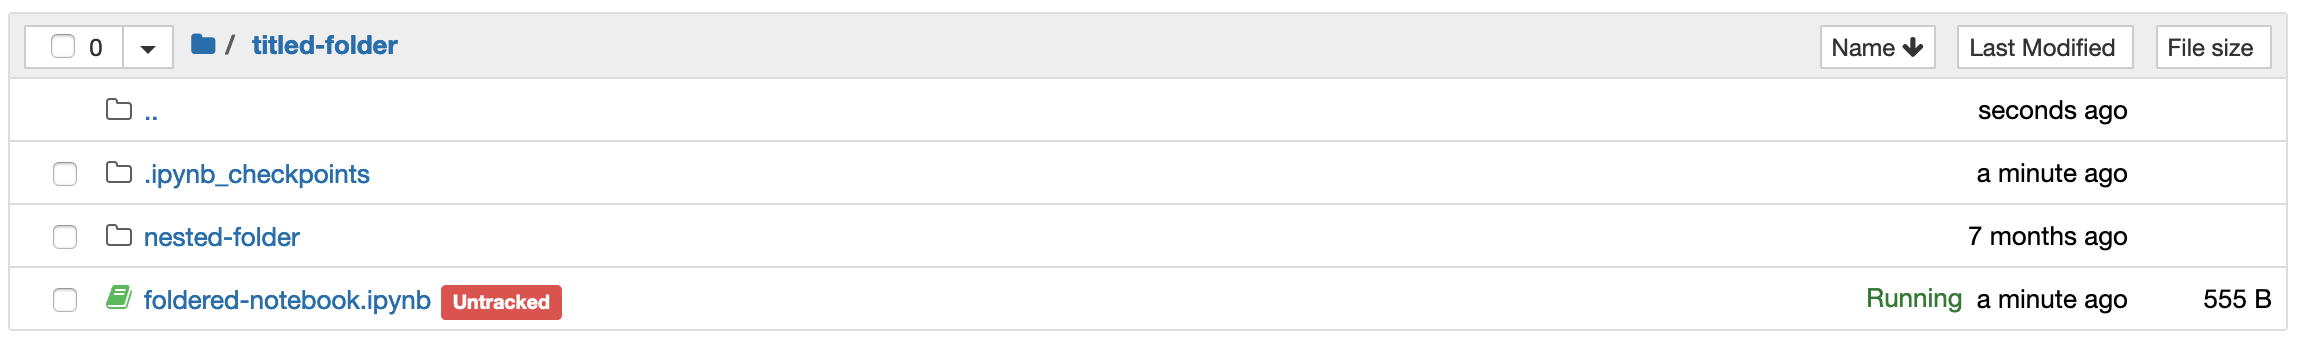 0 / titled-folder Name Last Modified File size
.. seconds ago
.ipynb_checkpoints a minute ago
nested-folder 7 months ago
foldered-notebook.ipynb Untracked Running a minute ago 555 B